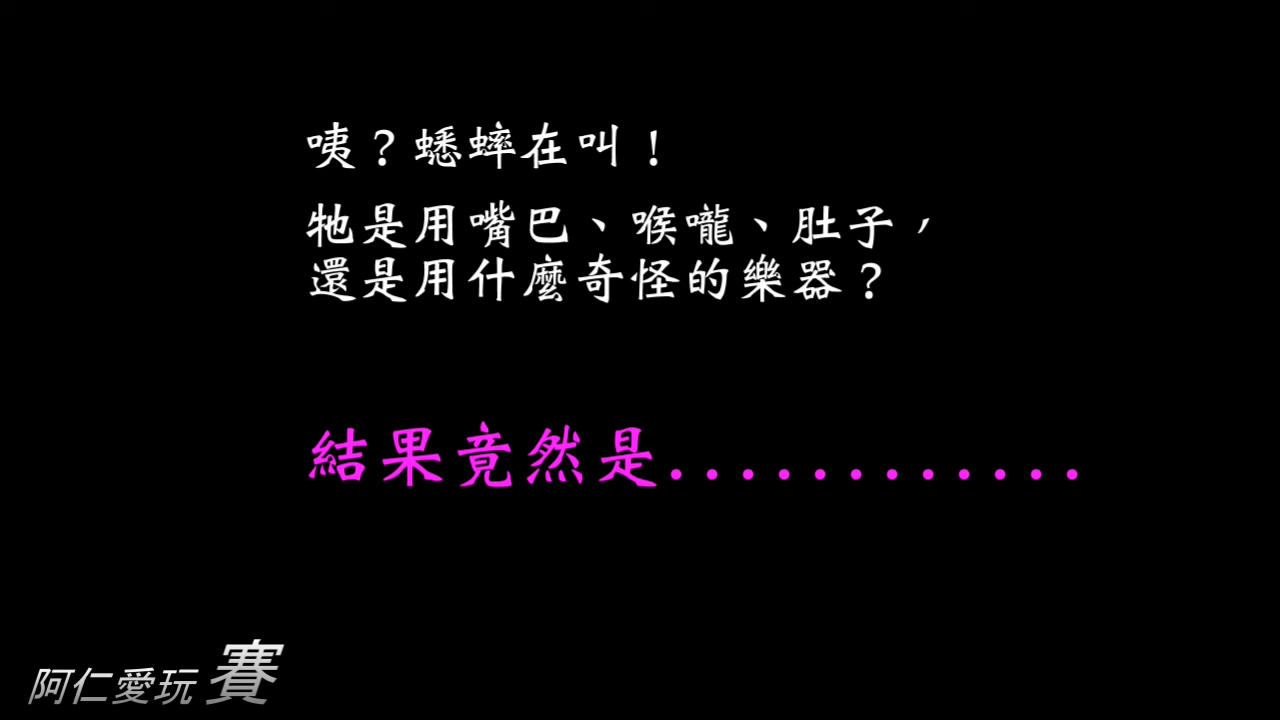 咦？蟋蟀在叫！
牠是用嘴巴、喉嚨、肚子，
還是用什麼奇怪的樂器？
結果竟然是............
阿仁愛玩賽